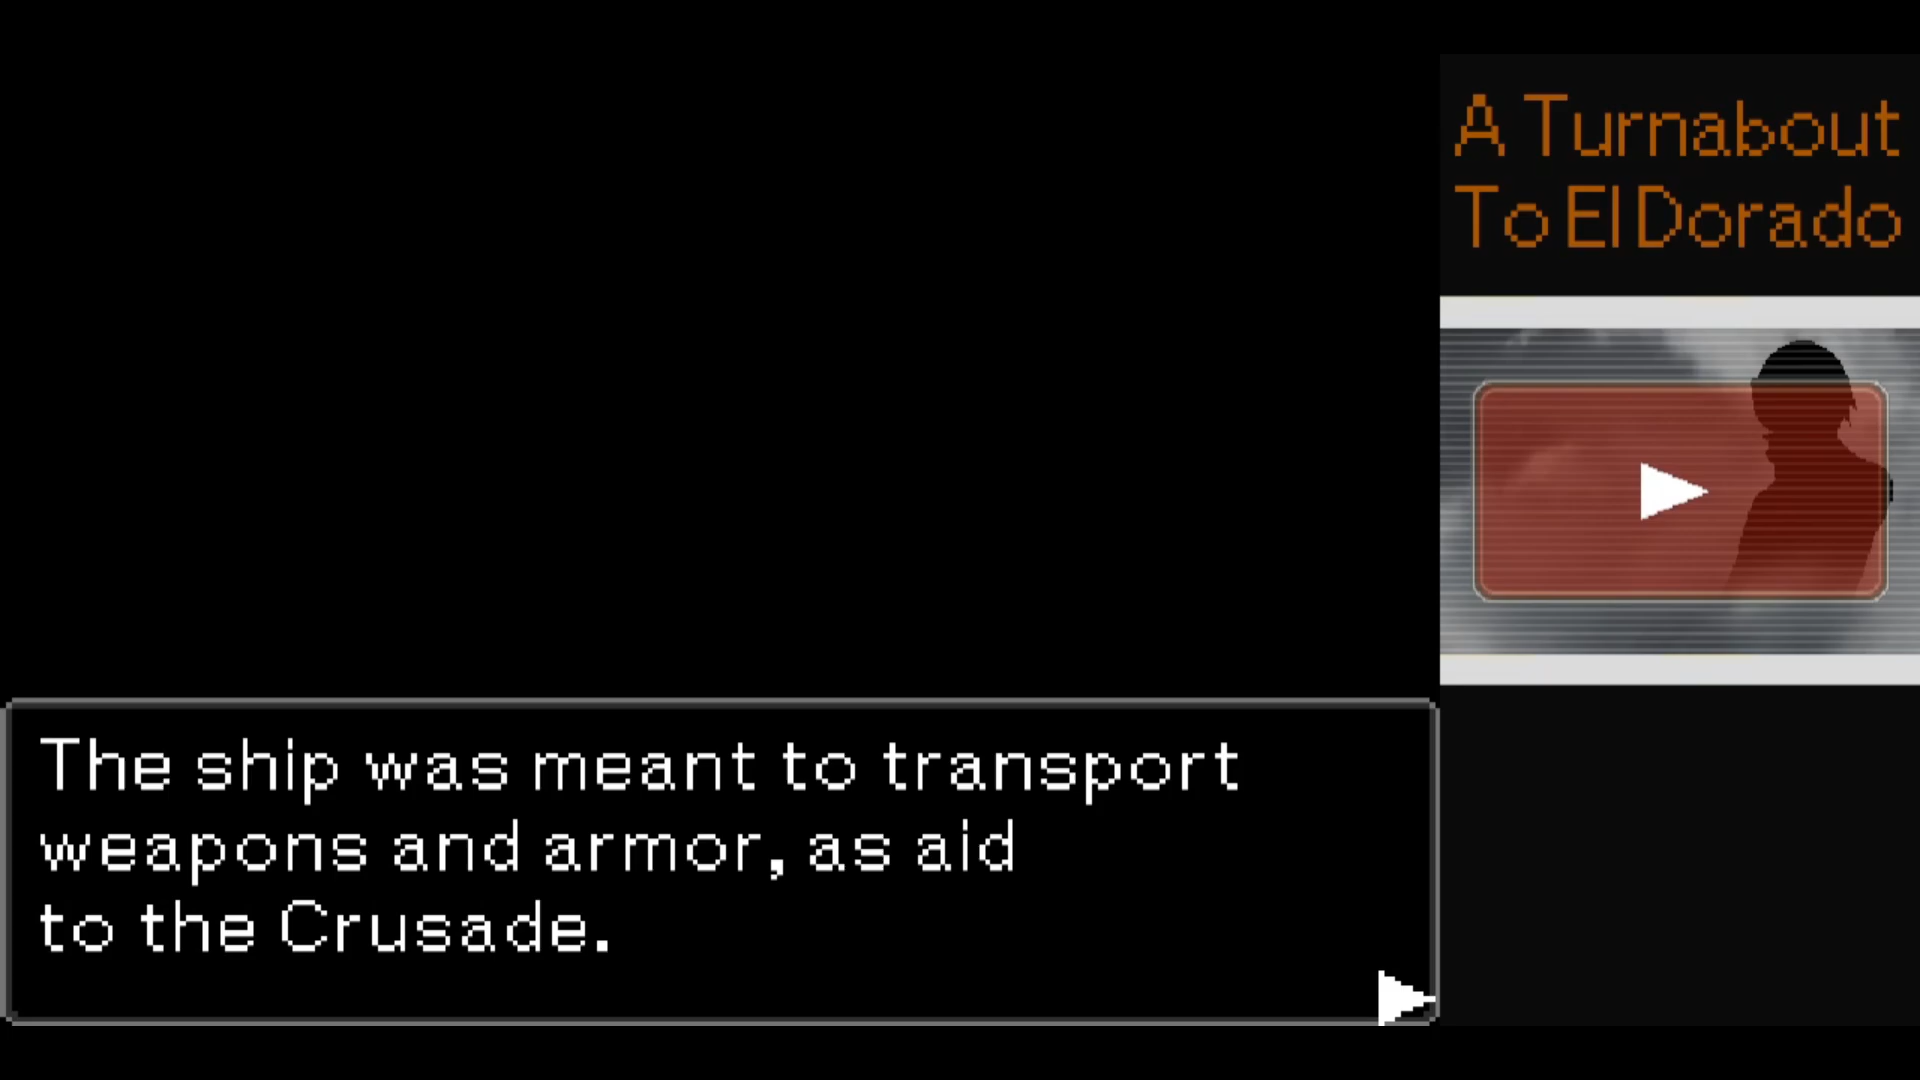 A Turnabout
To El Dorado
The ship was meant to transport
weapons and armor, as aid
to the Crusade.